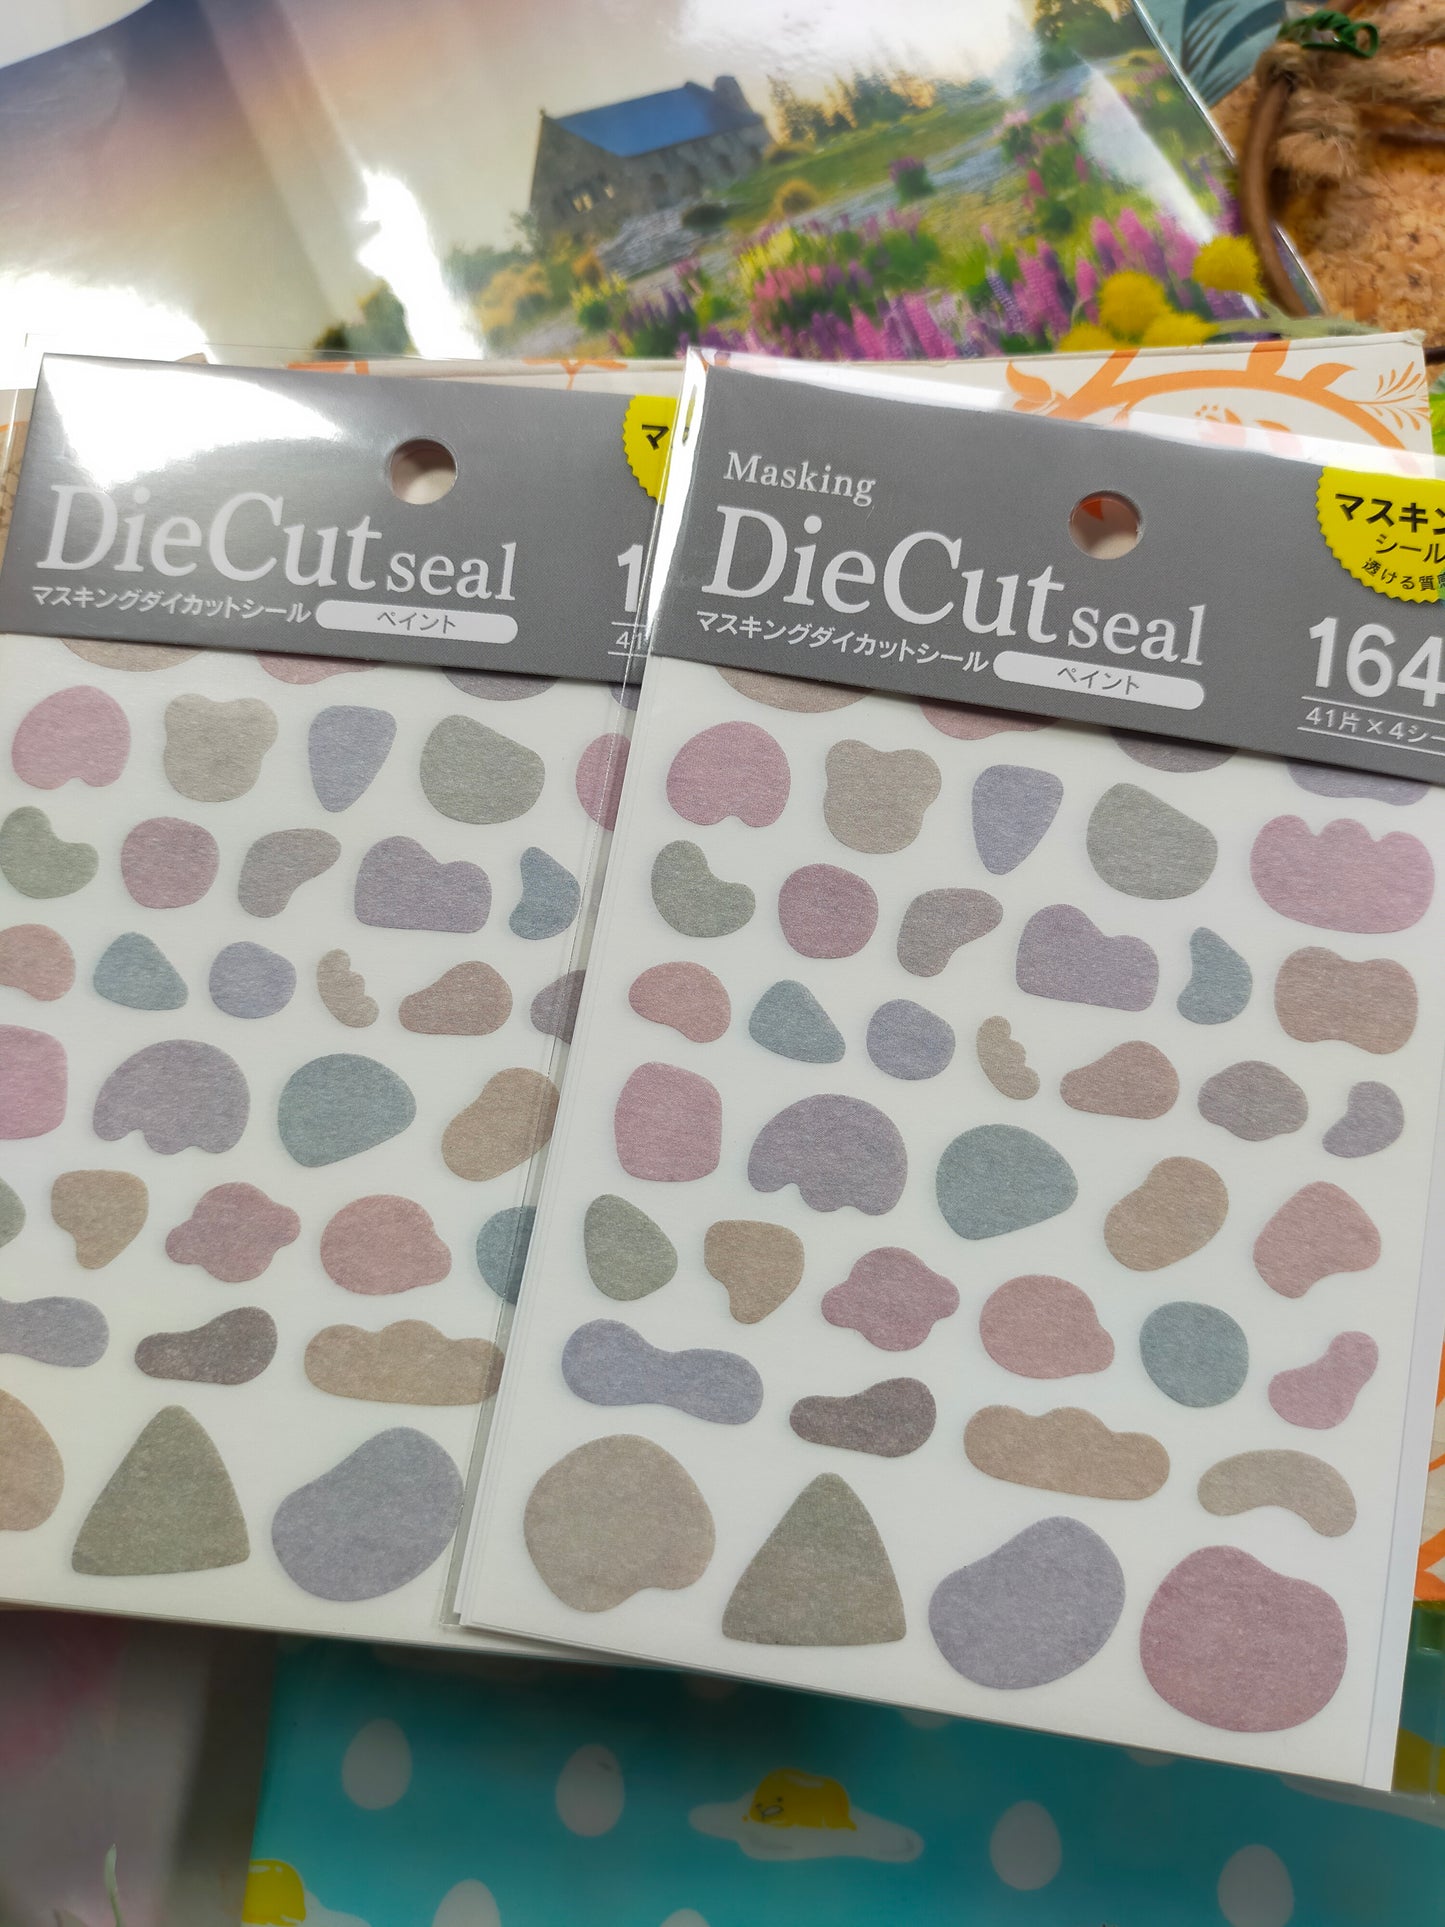 DieCut seal
マスキングダイカットシール ペイント
Masking
DieCut seal
マスキングダイカットシール ペイント
マスキン
シール
透ける質感
164
41片×4シー